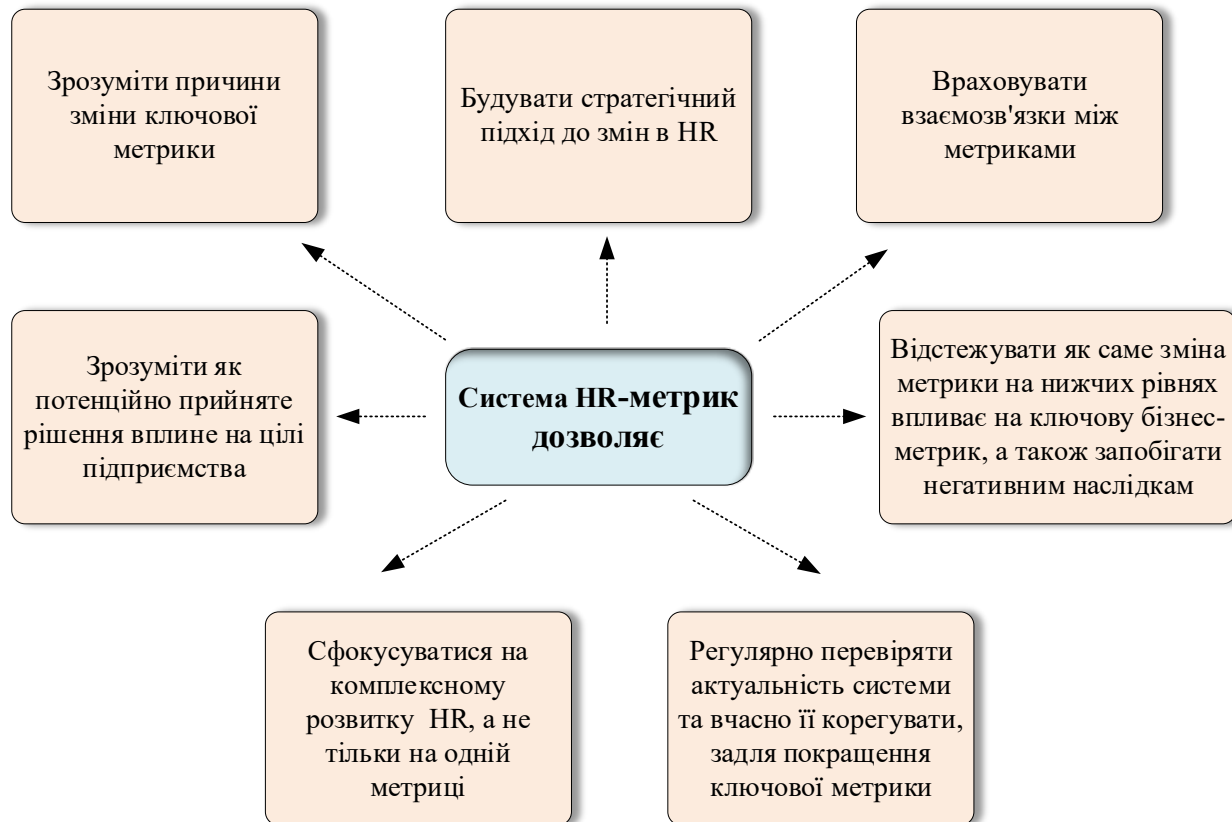 Зрозуміти причини
зміни ключової
метрики
Будувати стратегічний
підхід до змін в HR
Враховувати
взаємозв'язки між
метриками
Зрозуміти як
потенційно прийняте
рішення вплине на цілі
підприємства
Система HR-метрик
дозволяє
Відстежувати як саме зміна
метрики на нижчих рівнях
впливає на ключову бізнес-
метрик, а також запобігати
негативним наслідкам
Сфокусуватися на
комплексному
розвитку HR, а не
тільки на одній
метриці
Регулярно перевіряти
актуальність системи
та вчасно її корегувати,
задля покращення
ключової метрики